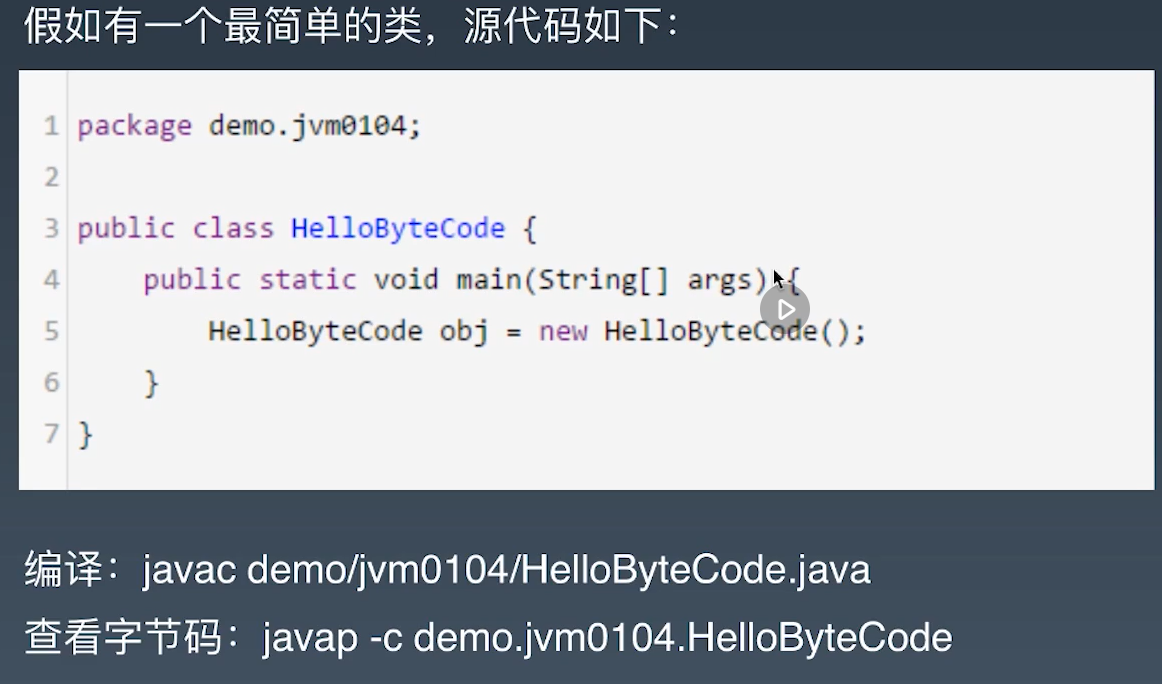 假如有一个最简单的类，源代码如下：
1 package demo.jvm0104;
2
3 public class HelloByteCode {
4     public static void main(String[] args) {
5         HelloByteCode obj = new HelloByteCode();
6     }
7 }
编译：javac demo/jvm0104/HelloByteCode.java
查看字节码：javap -c demo.jvm0104.HelloByteCode